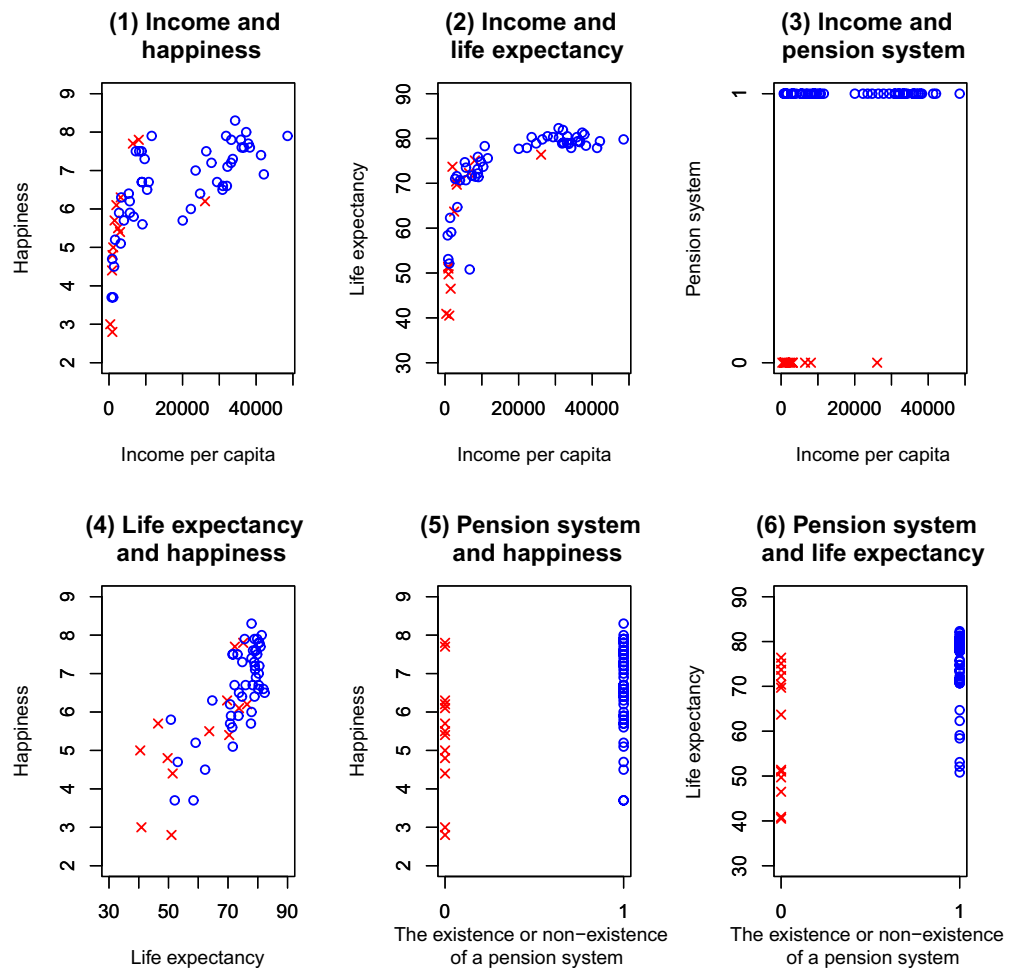 (1) Income and
happiness
9
8
7
6
5
4
3
2
Happiness
0 20000 40000
Income per capita
(2) Income and
life expectancy
90
80
70
60
50
40
30
Life expectancy
0 20000 40000
Income per capita
(3) Income and
pension system
1
0
Pension system
0 20000 40000
Income per capita
(4) Life expectancy
and happiness
9
8
7
6
5
4
3
2
Happiness
30 50 70 90
Life expectancy
(5) Pension system
and happiness
9
8
7
6
5
4
3
2
Happiness
0 1
The existence or non−existence
of a pension system
(6) Pension system
and life expectancy
90
80
70
60
50
40
30
Life expectancy
0 1
The existence or non−existence
of a pension system